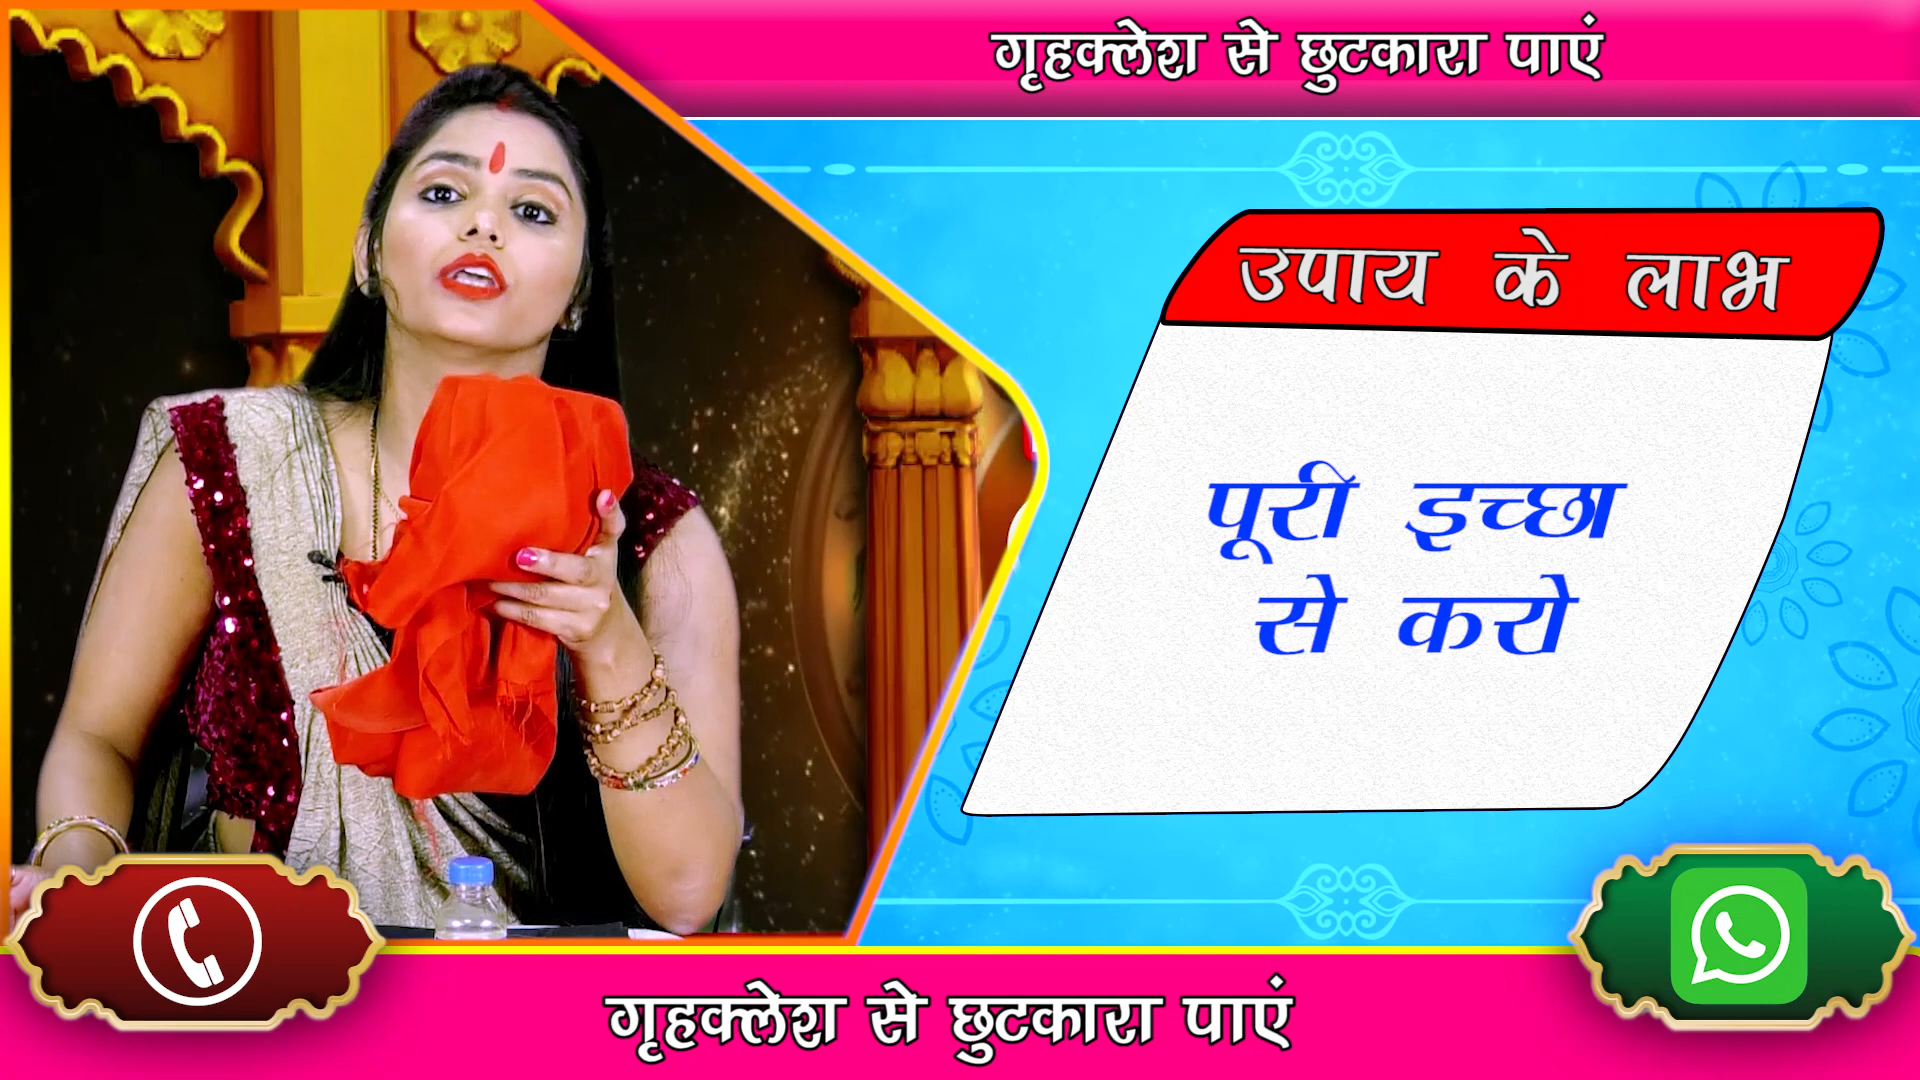 गृहक्लेश से छुटकारा पाएं
उपाय के लाभ
पूरी इच्छा
से करो
गृहक्लेश से छुटकारा पाएं